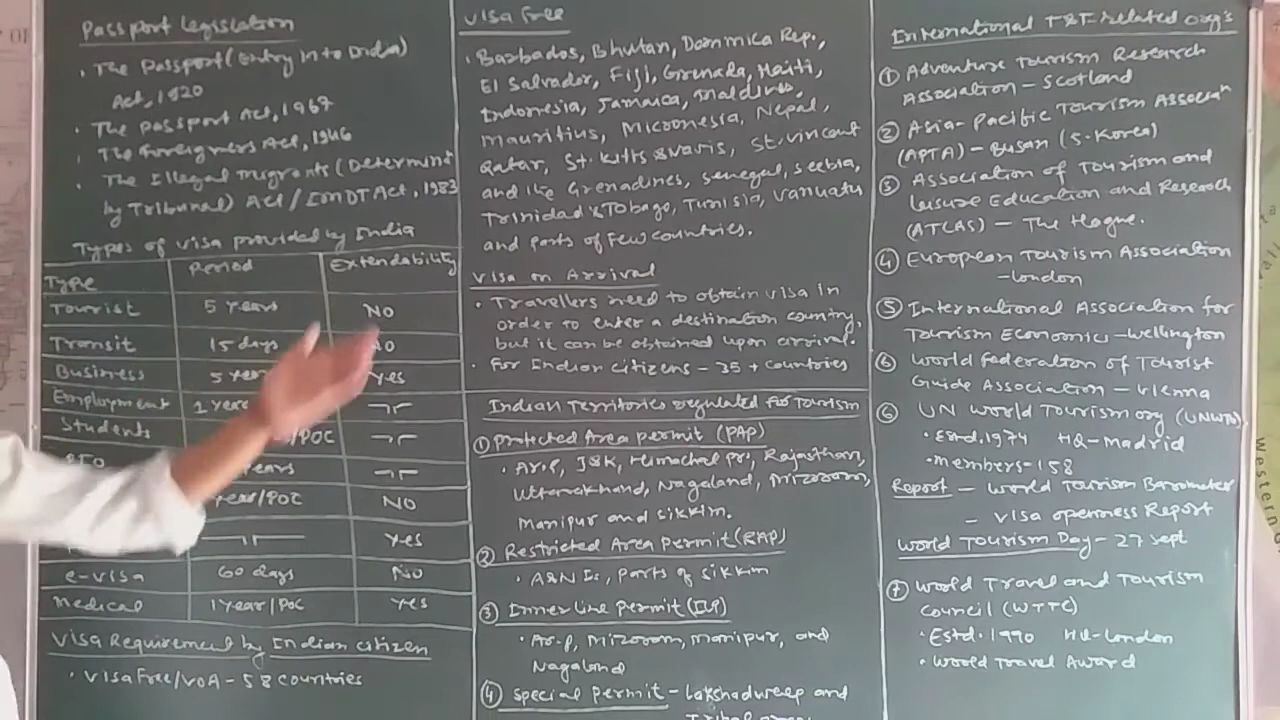 Passport Legislation
• The Passport (Entry into India)
Act, 1920
• The Passport Act, 1967
• The Foreigners Act, 1946
• The Illegal migrants (Determint
by Tribunal) Act / IMDT Act, 1983
Types of visa provided by India
Type Period Extendability
Tourist 5 Years NO
Transit 15 days NO
Business 5 Year Yes
Employment 1 Year ¬⌐
Students /POC ¬⌐
ears ¬⌐
year/POC NO
¬⌐ Yes
e-visa 60 days No
Medical 1 year/POC Yes
Visa Requirement by Indian citizen
• Visa Free/VOA - 58 countries
Visa Free
• Barbados, Bhutan, Dominica Rep.,
El Salvador, Fiji, Grenada, Haiti,
Indonesia, Jamaica, Maldives,
Mauritius, Micronesia, Nepal,
Qatar, St. kitts & Navis, St. vincent
and the Grenadines, Senegal, Serbia,
Trinidad & Tobago, Tunisia, Vanuatu
and parts of Few countries.
Visa on Arrival
• Travellers need to obtain visa in
order to enter a destination country,
but it can be obtained upon arrival.
• For Indian citizens - 35 + countries
Indian Territories regulated for Tourism
① Protected Area permit (PAP)
• Ar.P, J&K, Himachal Pr., Rajasthan,
Uttarakhand, Nagaland, Mizoram,
Manipur and Sikkim.
② Restricted Area Permit (RAP)
• A&N Is, Parts of Sikkim
③ Inner line Permit (ILP)
• Ar.P, Mizoram, Manipur, and
Nagaland
④ Special Permit - Lakshadweep and
International T&T-related Org's
① Adventure Tourism Research
Association - Scotland
② Asia-Pacific Tourism Associan
(APTA) - Busan (S. Korea)
③ Association of Tourism and
leisure Education and Research
(ATLAS) - The Hague.
④ European Tourism Association
- London
⑤ International Association for
Tourism Economics - Wellington
⑥ World Federation of Tourist
Guide Association - Vienna
⑥ UN World Tourism org (UNWTO)
• Estd. 1974 HQ - Madrid
• Members - 158
Report - World Tourism Barometer
- Visa openness Report
World Tourism Day - 27 Sept
⑦ World Travel and Tourism
Council (WTTC)
• Estd. 1990 HQ - London
• World Travel Award
Western